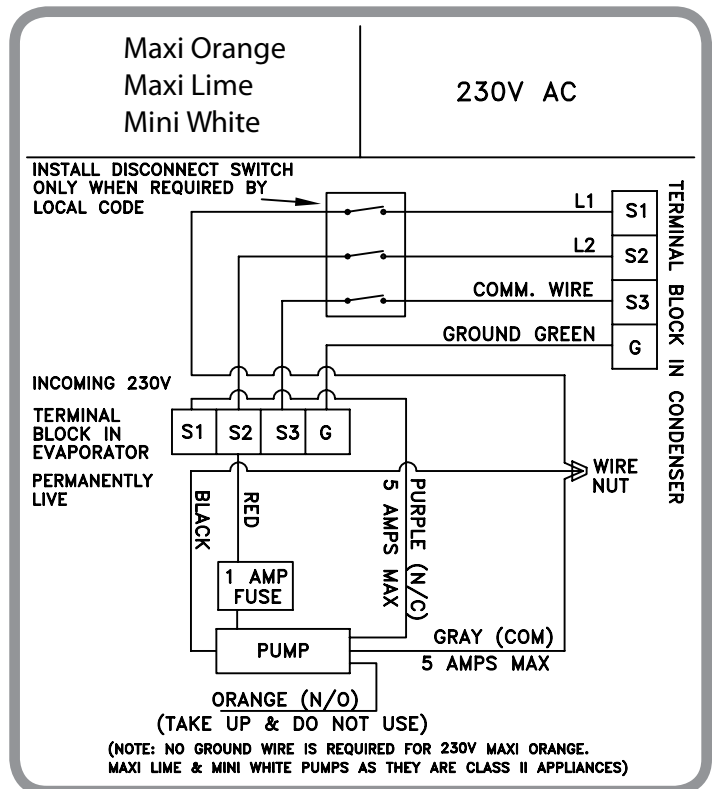 Maxi Orange
Maxi Lime
Mini White
230V AC
INSTALL DISCONNECT SWITCH
ONLY WHEN REQUIRED BY
LOCAL CODE
L1
S1
L2
S2
COMM. WIRE
S3
GROUND GREEN
G
TERMINAL BLOCK IN CONDENSER
INCOMING 230V
TERMINAL
BLOCK IN
EVAPORATOR
S1
S2
S3
G
PERMANENTLY
LIVE
WIRE
NUT
BLACK
RED
PURPLE (N/C)
5 AMPS MAX
1 AMP
FUSE
PUMP
GRAY (COM)
5 AMPS MAX
ORANGE (N/O)
(TAKE UP & DO NOT USE)
(NOTE: NO GROUND WIRE IS REQUIRED FOR 230V MAXI ORANGE.
MAXI LIME & MINI WHITE PUMPS AS THEY ARE CLASS II APPLIANCES)